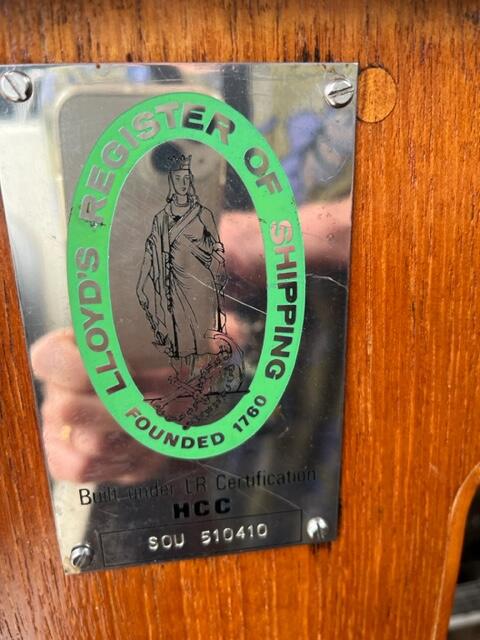 LLOYD'S REGISTER OF SHIPPING
FOUNDED 1760
Built under LR Certification
HCC
SOU 510410